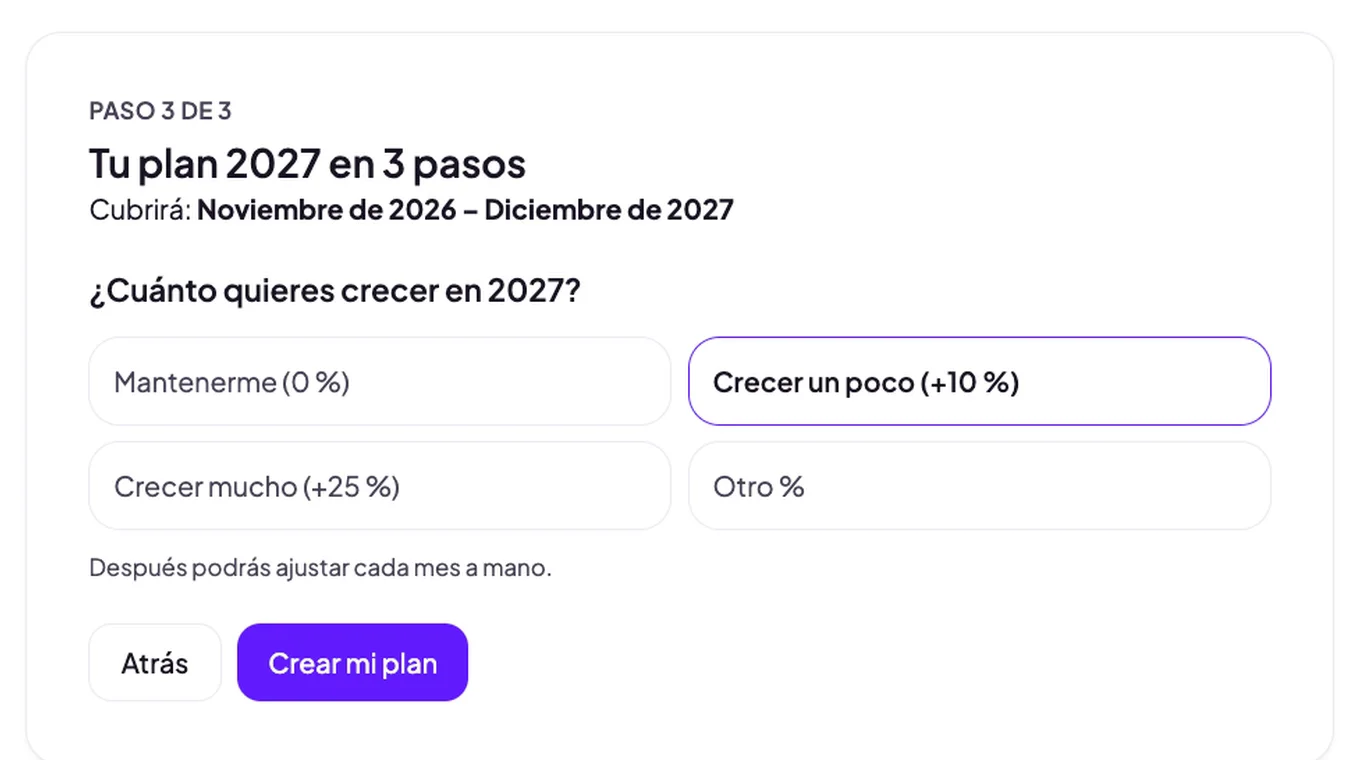 PASO 3 DE 3
Tu plan 2027 en 3 pasos
Cubrirá: Noviembre de 2026 – Diciembre de 2027
¿Cuánto quieres crecer en 2027?
Mantenerme (0 %)
Crecer un poco (+10 %)
Crecer mucho (+25 %)
Otro %
Después podrás ajustar cada mes a mano.
Atrás
Crear mi plan